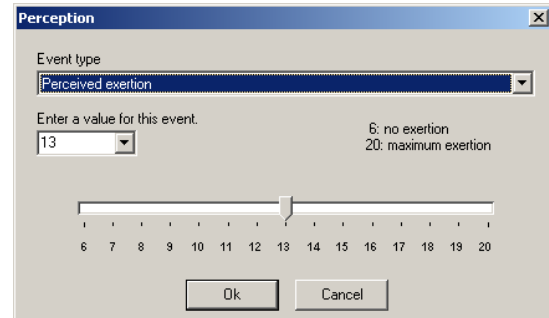 Perception
Event type
Perceived exertion
Enter a value for this event.
13
6: no exertion
20: maximum exertion
6 7 8 9 10 11 12 13 14 15 16 17 18 19 20
Ok Cancel